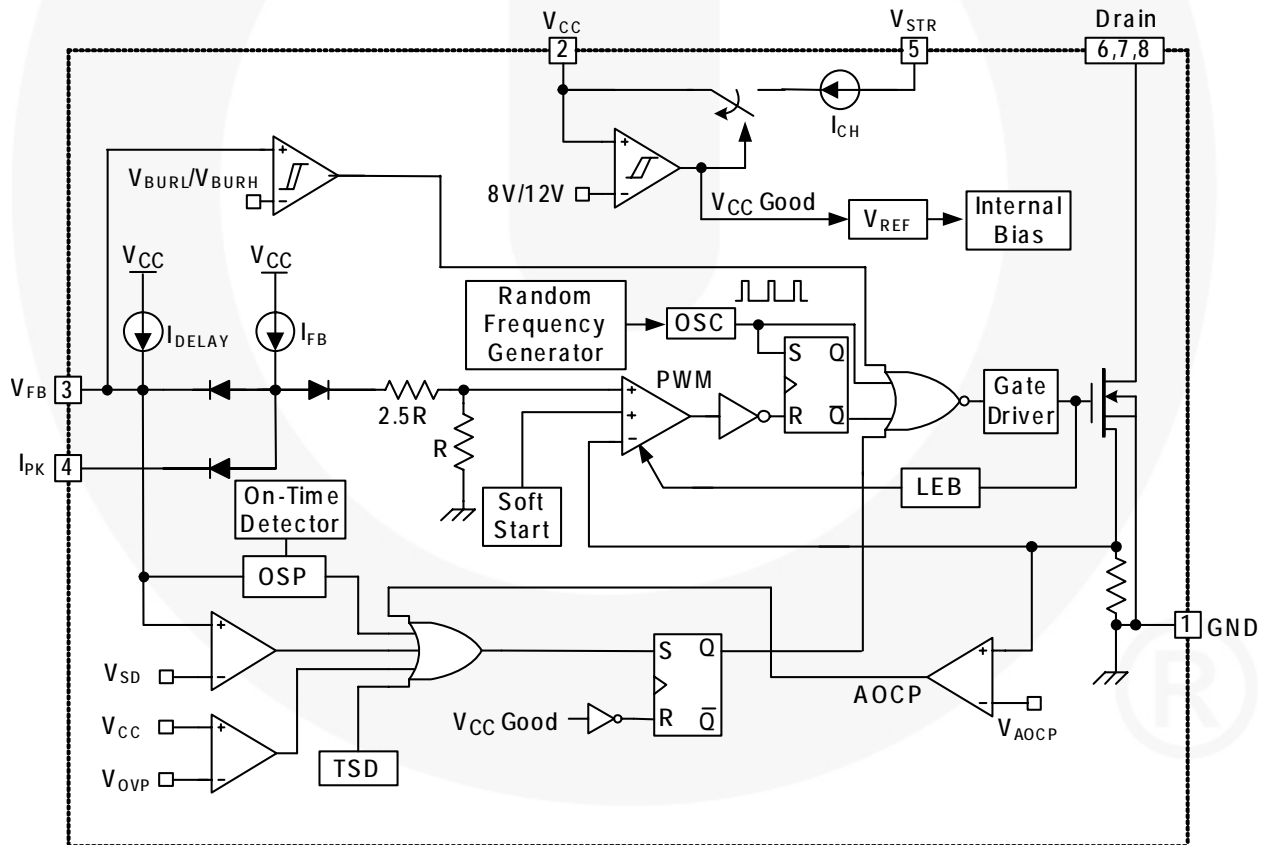 VCC
VSTR
Drain
2
5
6,7,8
ICH
VBURL/VBURH
+
-
+
-
8V/12V
VCC Good
VREF
Internal
Bias
VCC
VCC
IDELAY
IFB
Random
Frequency
Generator
OSC
S
Q
R
Q̅
VFB
3
2.5R
R
PWM
+
+
-
Gate
Driver
IPK
4
LEB
On-Time
Detector
Soft
Start
OSP
1
GND
VSD
+
-
S
Q
R
Q̅
AOCP
+
-
VAOCP
VCC Good
VCC
VOVP
+
-
TSD
®